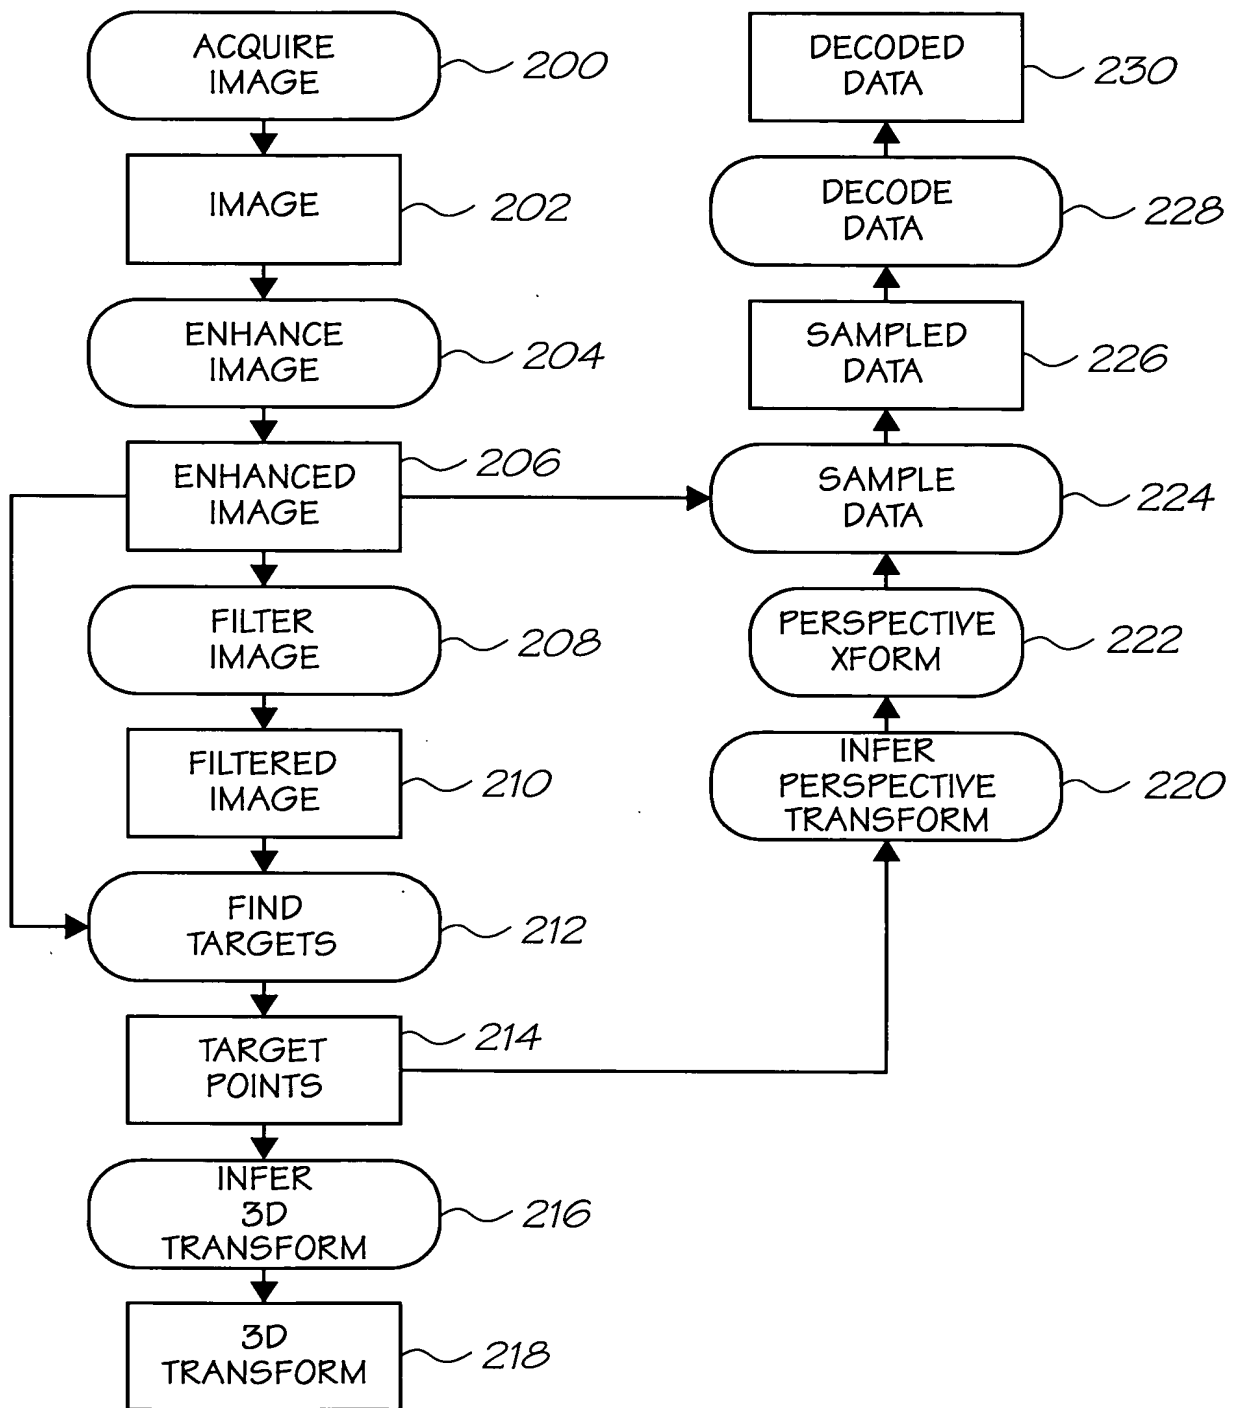 ACQUIRE
IMAGE
200
IMAGE
202
ENHANCE
IMAGE
204
ENHANCED
IMAGE
206
FILTER
IMAGE
208
FILTERED
IMAGE
210
FIND
TARGETS
212
TARGET
POINTS
214
INFER
3D
TRANSFORM
216
3D
TRANSFORM
218
DECODED
DATA
230
DECODE
DATA
228
SAMPLED
DATA
226
SAMPLE
DATA
224
PERSPECTIVE
XFORM
222
INFER
PERSPECTIVE
TRANSFORM
220